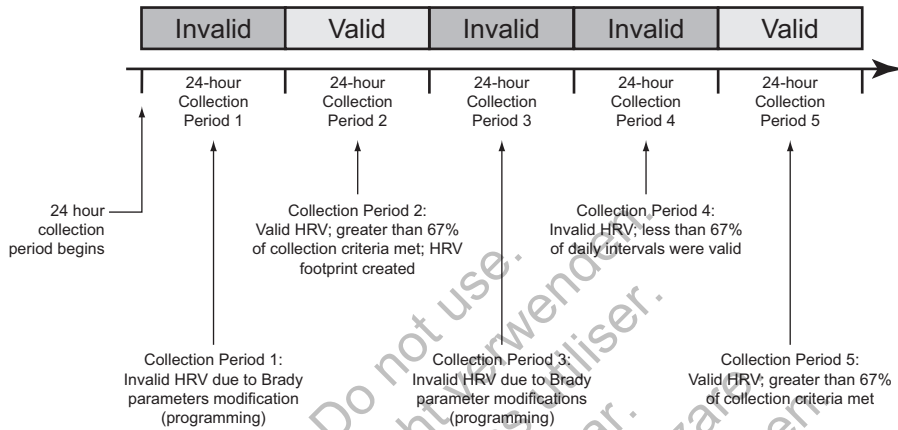 Invalid Valid Invalid Invalid Valid
24-hour Collection Period 1
24-hour Collection Period 2
24-hour Collection Period 3
24-hour Collection Period 4
24-hour Collection Period 5
24 hour
collection
period begins
Collection Period 2:
Valid HRV; greater than 67%
of collection criteria met; HRV
footprint created
Collection Period 4:
Invalid HRV; less than 67%
of daily intervals were valid
Collection Period 1:
Invalid HRV due to Brady
parameters modification
(programming)
Collection Period 3:
Invalid HRV due to Brady
parameter modifications
(programming)
Collection Period 5:
Valid HRV; greater than 67%
of collection criteria met
Do not use.